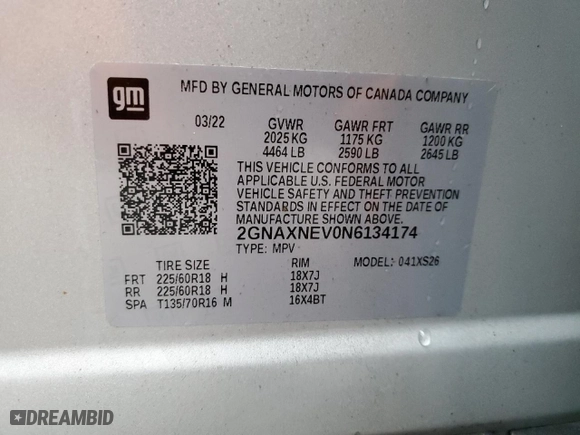 gm
MFD BY GENERAL MOTORS OF CANADA COMPANY
03/22 GVWR GAWR FRT GAWR RR
2025 KG 1175 KG 1200 KG
4464 LB 2590 LB 2645 LB
THIS VEHICLE CONFORMS TO ALL
APPLICABLE U.S. FEDERAL MOTOR
VEHICLE SAFETY AND THEFT PREVENTION
STANDARDS IN EFFECT ON THE DATE OF
MANUFACTURE SHOWN ABOVE.
2GNAXNEV0N6134174
TYPE: MPV MODEL: 041XS26
TIRE SIZE RIM
FRT 225/60R18 H 18X7J
RR 225/60R18 H 18X7J
SPA T135/70R16 M 16X4BT
DREAMBID